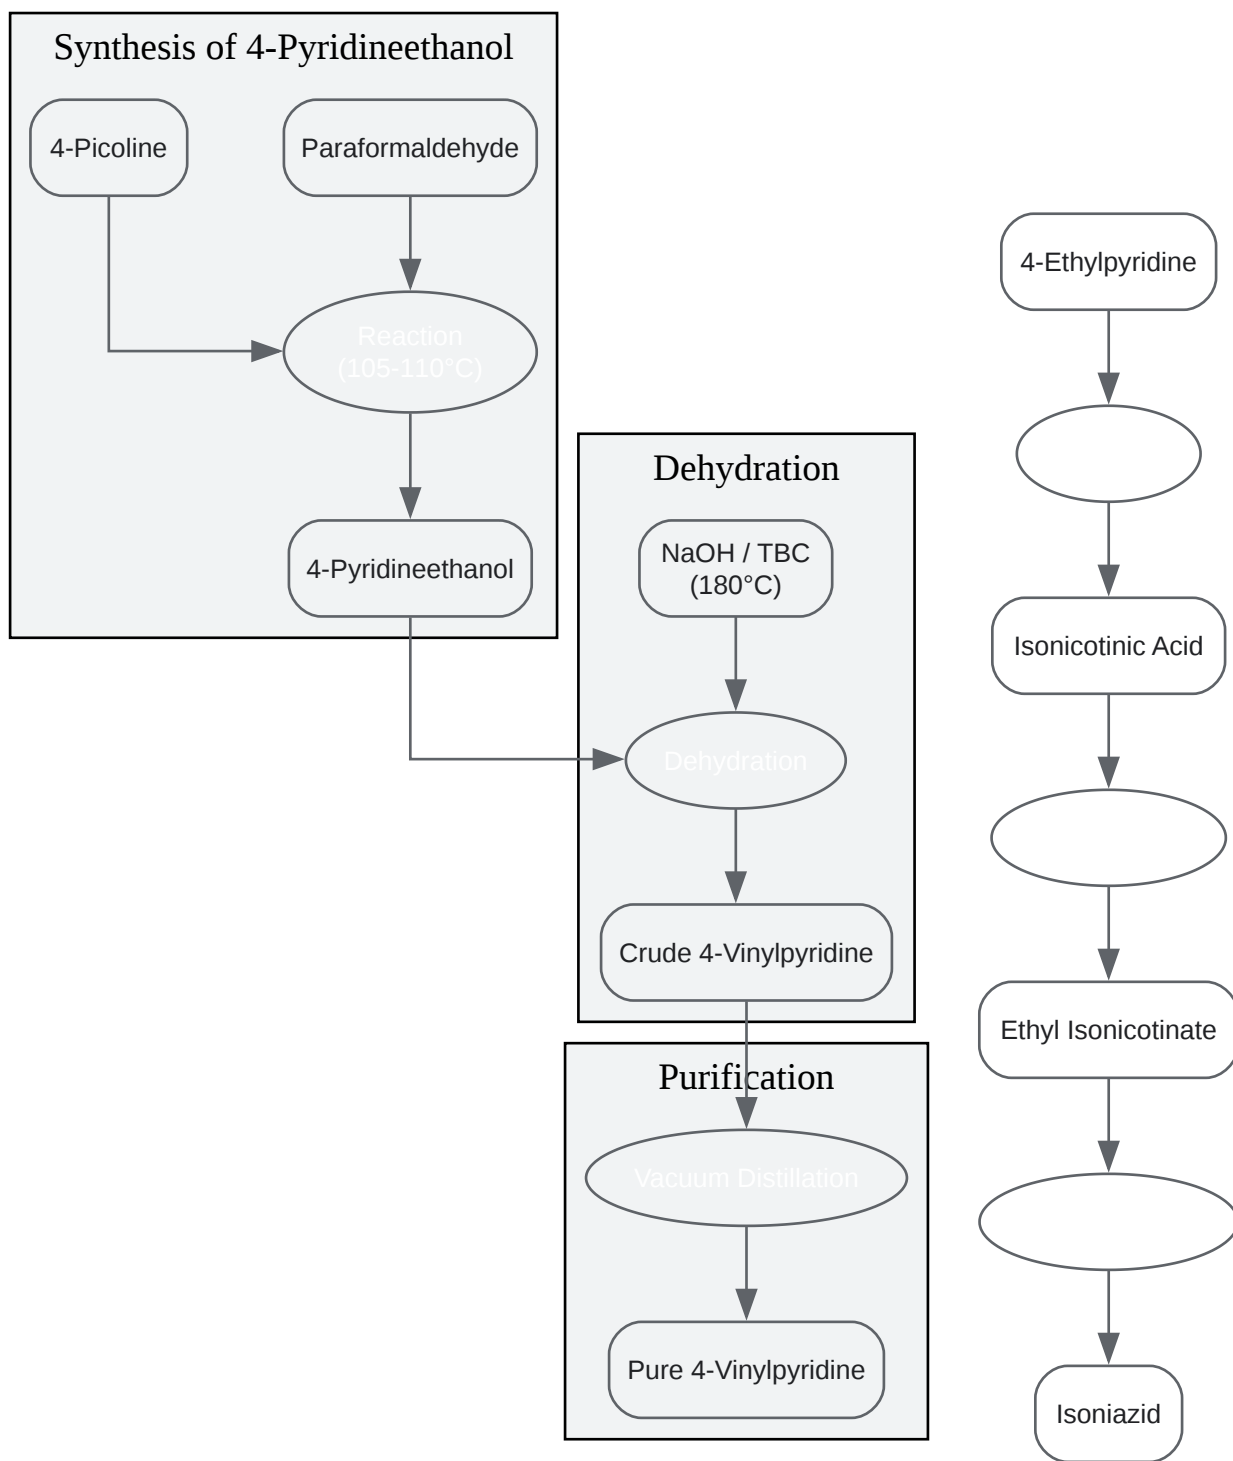 Synthesis of 4-Pyridineethanol
4-Picoline
Paraformaldehyde
Reaction
(105-110°C)
4-Pyridineethanol
Dehydration
NaOH / TBC
(180°C)
Dehydration
Crude 4-Vinylpyridine
Purification
Vacuum Distillation
Pure 4-Vinylpyridine
4-Ethylpyridine
Isonicotinic Acid
Ethyl Isonicotinate
Isoniazid